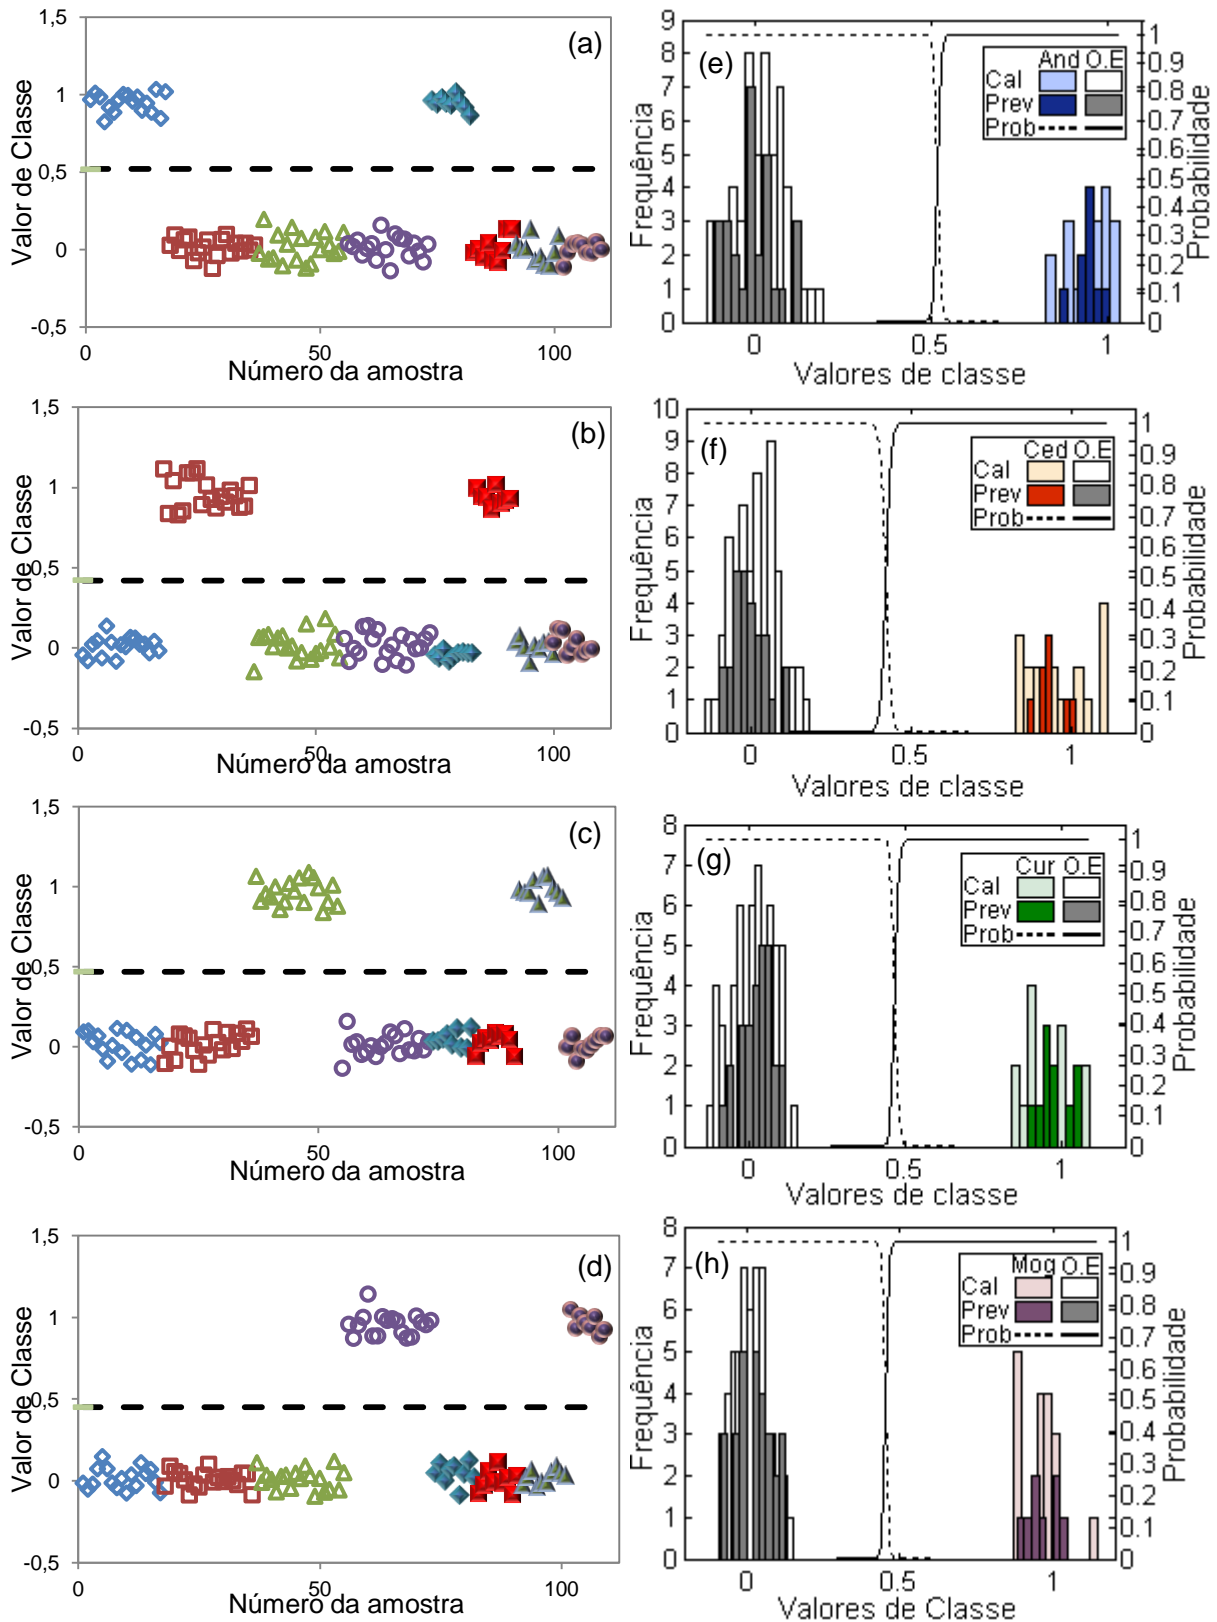 (a)
Valor de Classe
1,5
1
0,5
0
-0,5
0
50
100
Número da amostra
(e)
Frequência
9
8
7
6
5
4
3
2
1
0
0
0.5
1
Valores de classe
And O.E
Cal
Prev
Prob
1
0.9
0.8
0.7
0.6
0.5
0.4
0.3
0.2
0.1
0
Probabilidade
(b)
Valor de Classe
1,5
1
0,5
0
-0,5
0
50
100
Número da amostra
(f)
Frequência
10
9
8
7
6
5
4
3
2
1
0
0
0.5
1
Valores de classe
Ced O.E
Cal
Prev
Prob
1
0.9
0.8
0.7
0.6
0.5
0.4
0.3
0.2
0.1
0
Probabilidade
(c)
Valor de Classe
1,5
1
0,5
0
-0,5
0
50
100
Número da amostra
(g)
Frequência
8
7
6
5
4
3
2
1
0
0
0.5
1
Valores de classe
Cur O.E
Cal
Prev
Prob
1
0.9
0.8
0.7
0.6
0.5
0.4
0.3
0.2
0.1
0
Probabilidade
(d)
Valor de Classe
1,5
1
0,5
0
-0,5
0
50
100
Número da amostra
(h)
Frequência
8
7
6
5
4
3
2
1
0
0
0.5
1
Valores de Classe
Mog O.E
Cal
Prev
Prob
1
0.9
0.8
0.7
0.6
0.5
0.4
0.3
0.2
0.1
0
Probabilidade